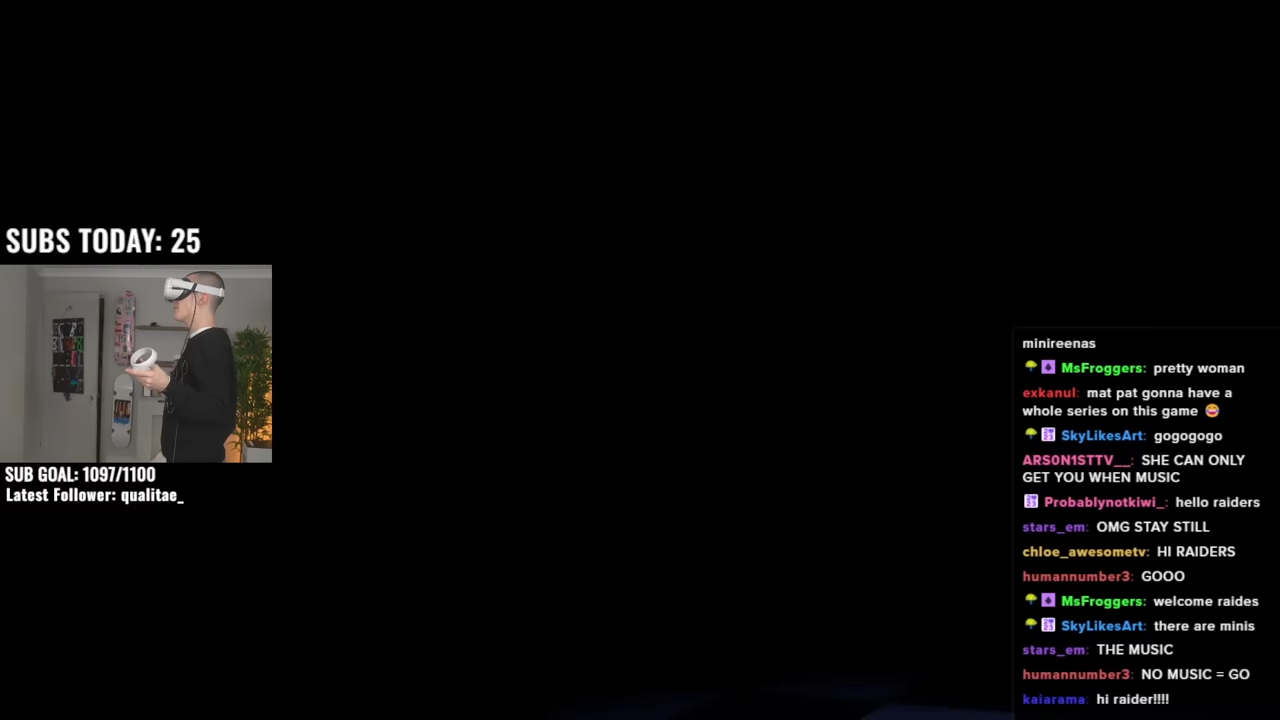 SUBS TODAY: 25
SUB GOAL: 1097/1100
Latest Follower: qualitae_
minireenas
MsFroggers: pretty woman
exkanul: mat pat gonna have a
whole series on this game
SkyLikesArt: gogogogo
ARS0N1STTV__: SHE CAN ONLY
GET YOU WHEN MUSIC
Probablynotkiwi_: hello raiders
stars_em: OMG STAY STILL
chloe_awesometv: HI RAIDERS
humannumber3: GOOO
MsFroggers: welcome raides
SkyLikesArt: there are minis
stars_em: THE MUSIC
humannumber3: NO MUSIC = GO
kaiarama: hi raider!!!!